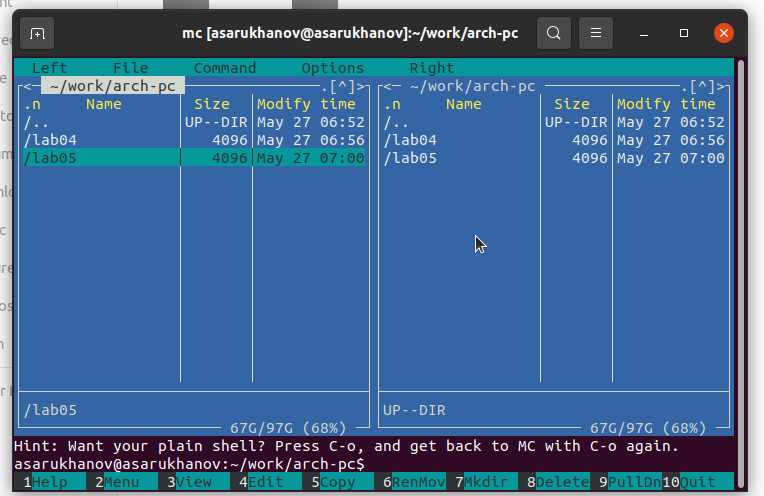 mc [asarukhanov@asarukhanov]:~/work/arch-pc
Left File Command Options Right
<─ ~/work/arch-pc .[^]> <─ ~/work/arch-pc .[^]>
.n Name Size Modify time .n Name Size Modify time
/.. UP--DIR May 27 06:52 /.. UP--DIR May 27 06:52
/lab04 4096 May 27 06:56 /lab04 4096 May 27 06:56
/lab05 4096 May 27 07:00 /lab05 4096 May 27 07:00
/lab05 UP--DIR
67G/97G (68%) 67G/97G (68%)
Hint: Want your plain shell? Press C-o, and get back to MC with C-o again.
asarukhanov@asarukhanov:~/work/arch-pc$
1Help 2Menu 3View 4Edit 5Copy 6RenMov 7Mkdir 8Delete 9PullDn 10Quit